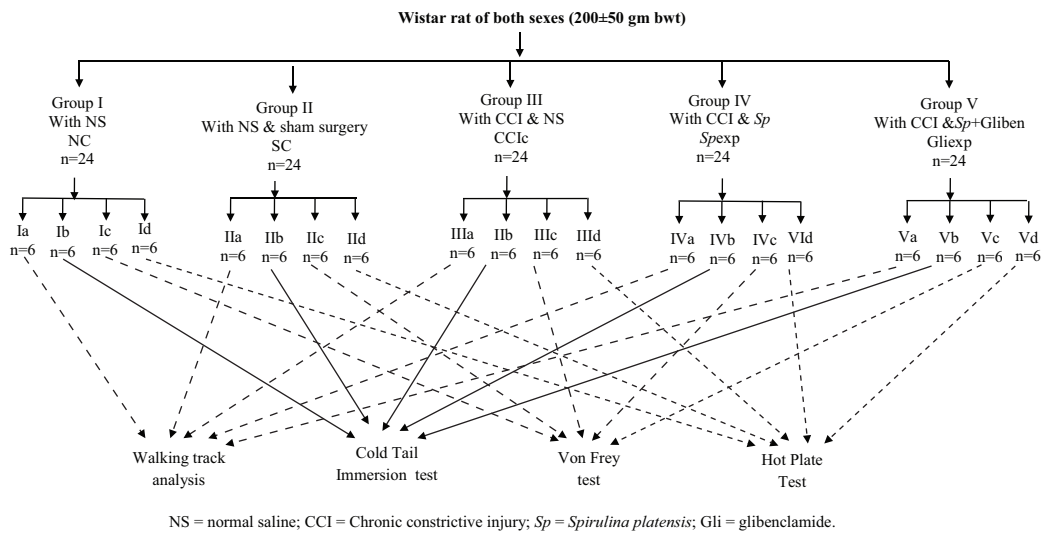 Wistar rat of both sexes (200±50 gm bwt)
Group I
With NS
NC
n=24
Group II
With NS & sham surgery
SC
n=24
Group III
With CCI & NS
CCIc
n=24
Group IV
With CCI & Sp
Spexp
n=24
Group V
With CCI &Sp+Gliben
Gliexp
n=24
Ia
n=6
Ib
n=6
Ic
n=6
Id
n=6
IIa
n=6
IIb
n=6
IIc
n=6
IId
n=6
IIIa
n=6
IIb
n=6
IIIc
n=6
IIId
n=6
IVa
n=6
IVb
n=6
IVc
n=6
VId
n=6
Va
n=6
Vb
n=6
Vc
n=6
Vd
n=6
Walking track
analysis
Cold Tail
Immersion test
Von Frey
test
Hot Plate
Test
NS = normal saline; CCI = Chronic constrictive injury; Sp = Spirulina platensis; Gli = glibenclamide.